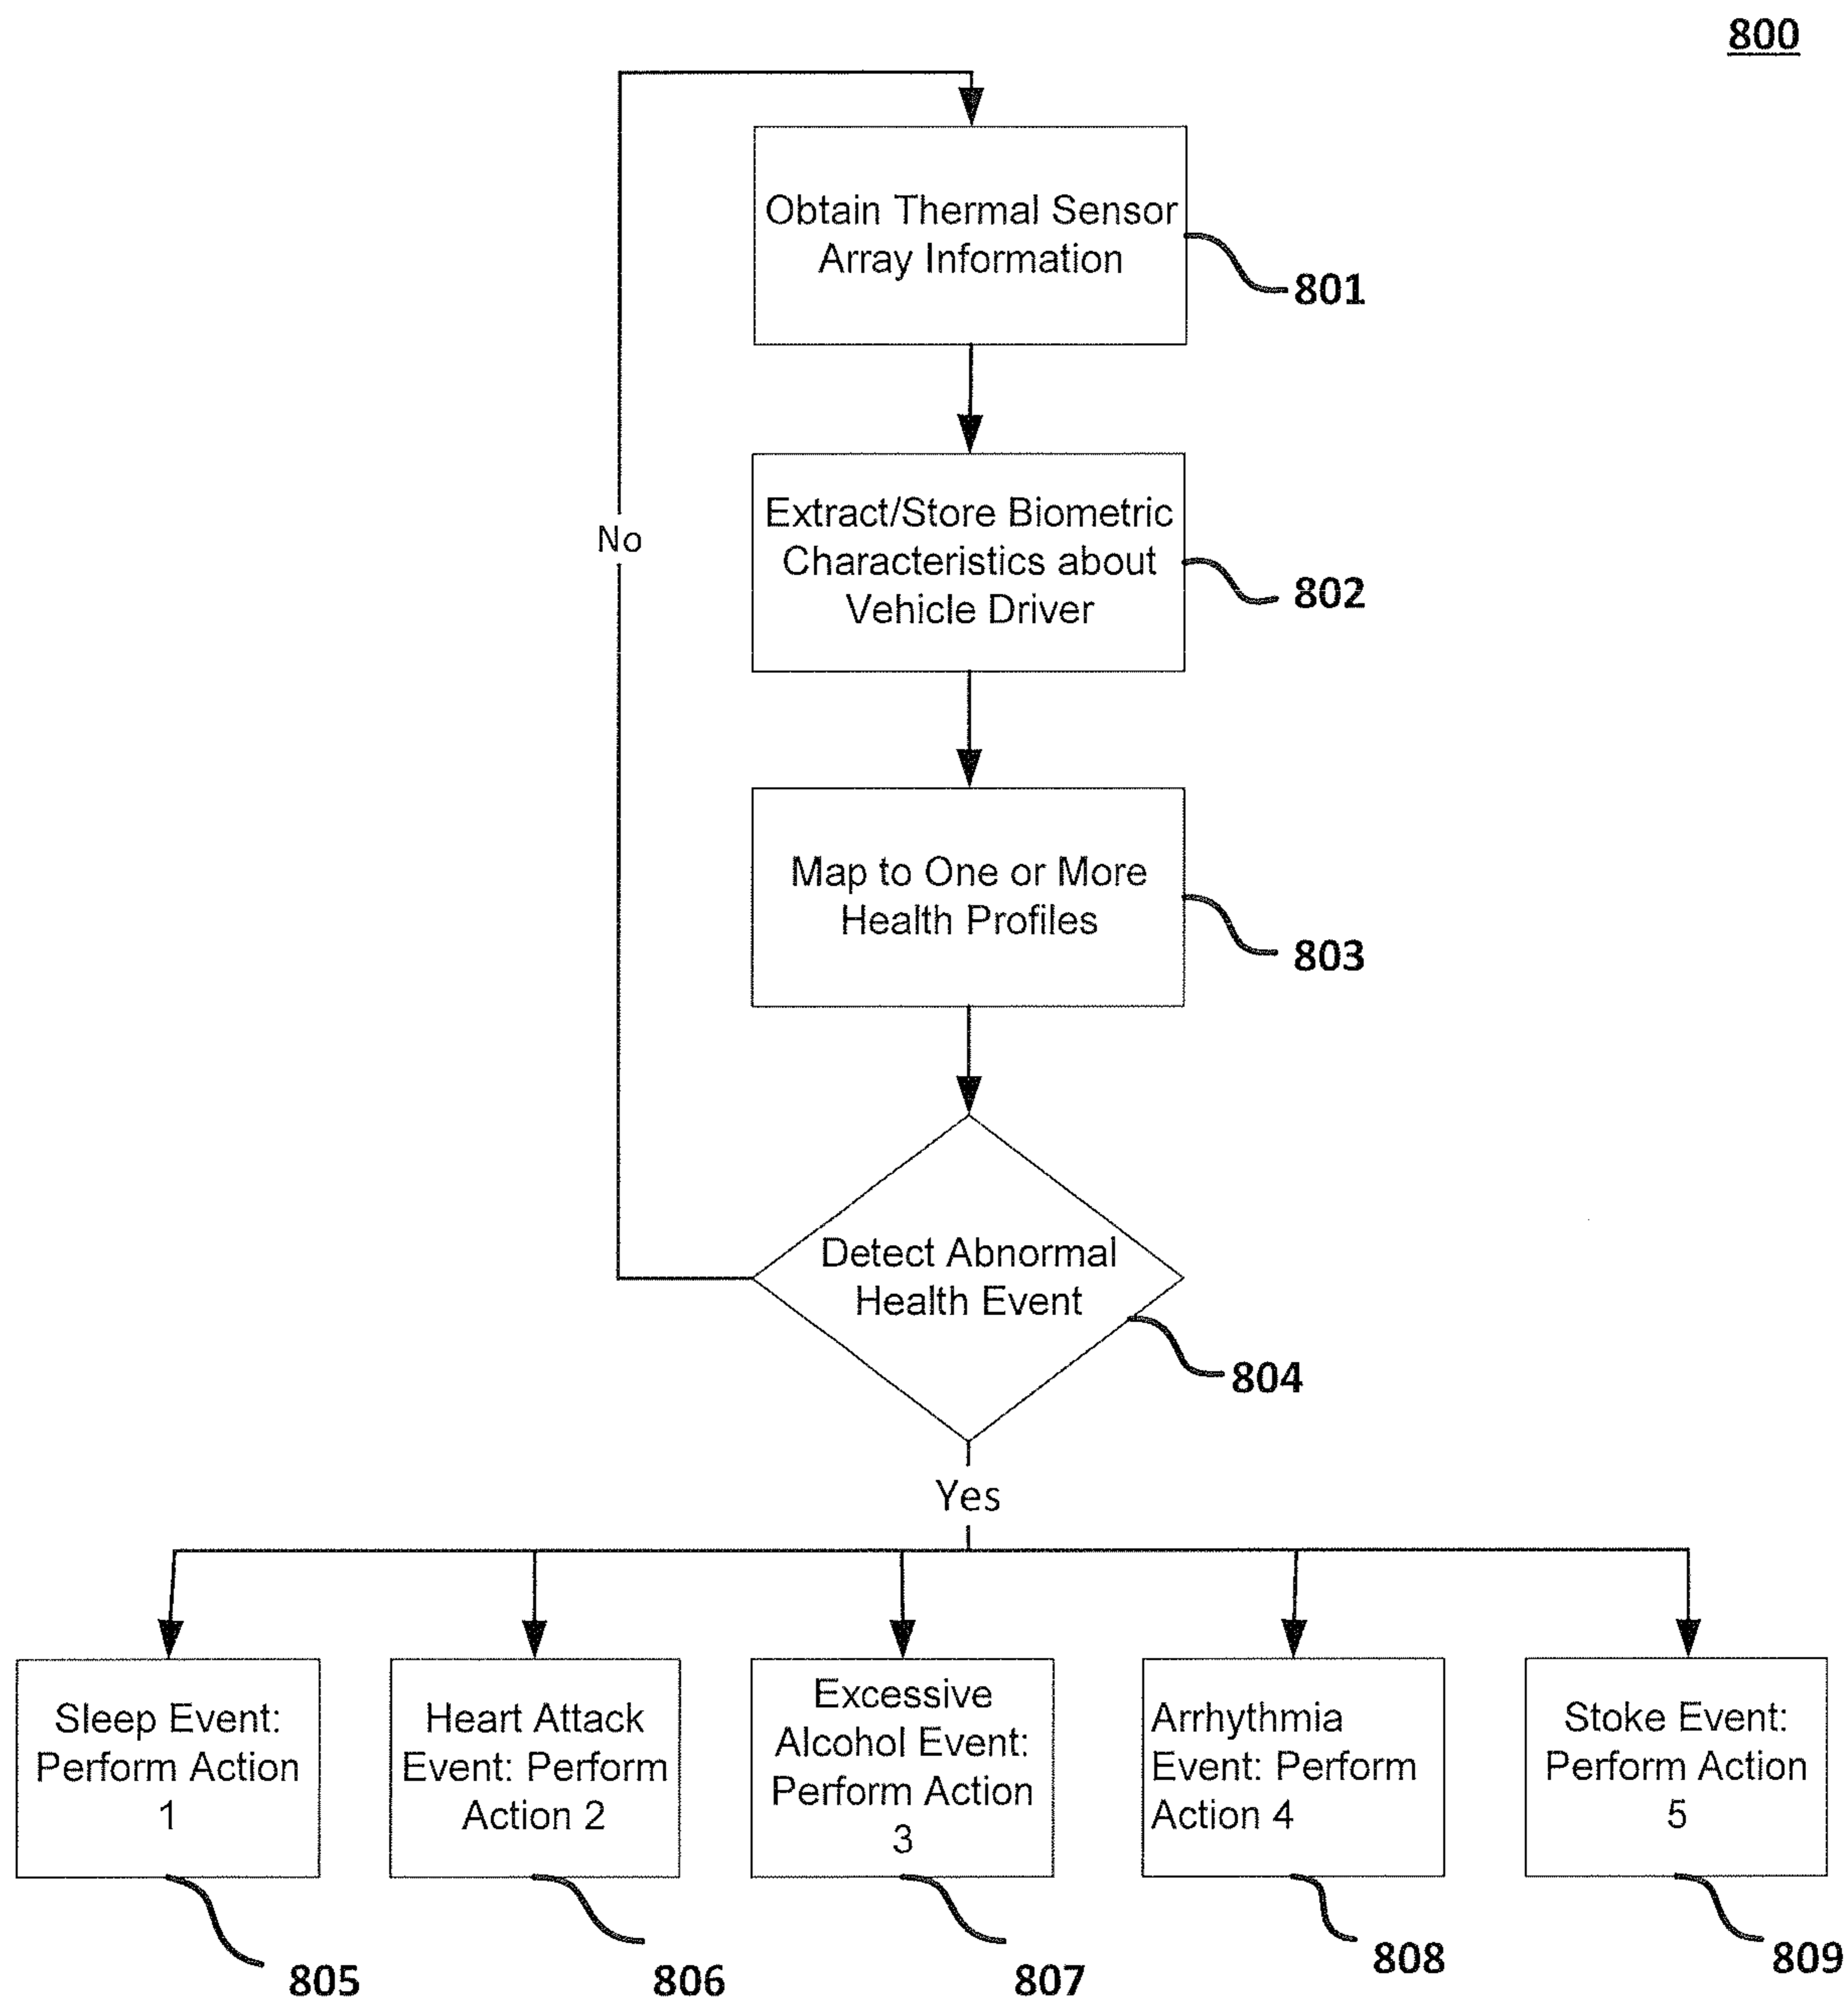 800
Obtain Thermal Sensor
Array Information
801
Extract/Store Biometric
Characteristics about
Vehicle Driver
802
No
Map to One or More
Health Profiles
803
Detect Abnormal
Health Event
804
Yes
Sleep Event:
Perform Action
1
805
Heart Attack
Event: Perform
Action 2
806
Excessive
Alcohol Event:
Perform Action
3
807
Arrhythmia
Event: Perform
Action 4
808
Stoke Event:
Perform Action
5
809